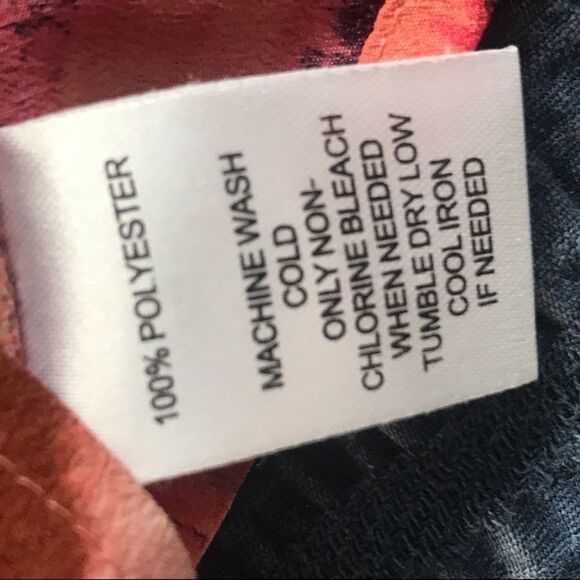 100% POLYESTER
MACHINE WASH
COLD
ONLY NON-
CHLORINE BLEACH
WHEN NEEDED
TUMBLE DRY LOW
COOL IRON
IF NEEDED